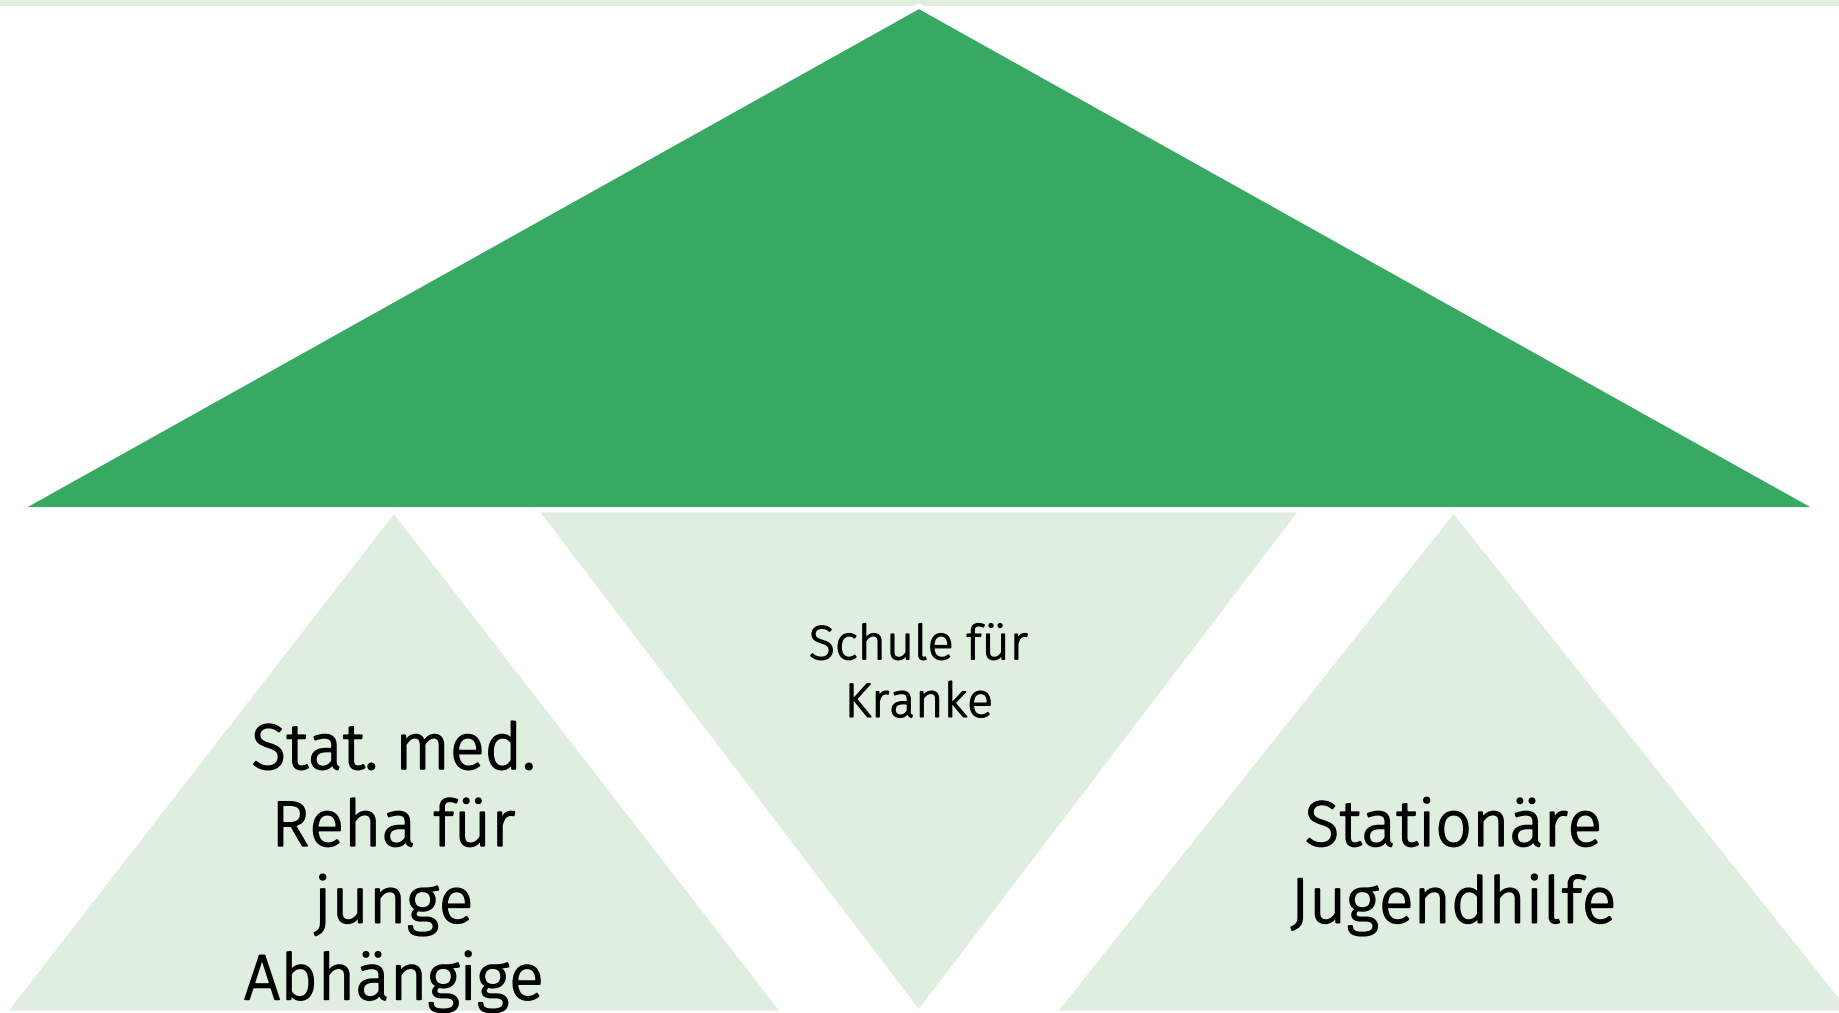 Schule für
Kranke
Stat. med.
Reha für
junge
Abhängige
Stationäre
Jugendhilfe